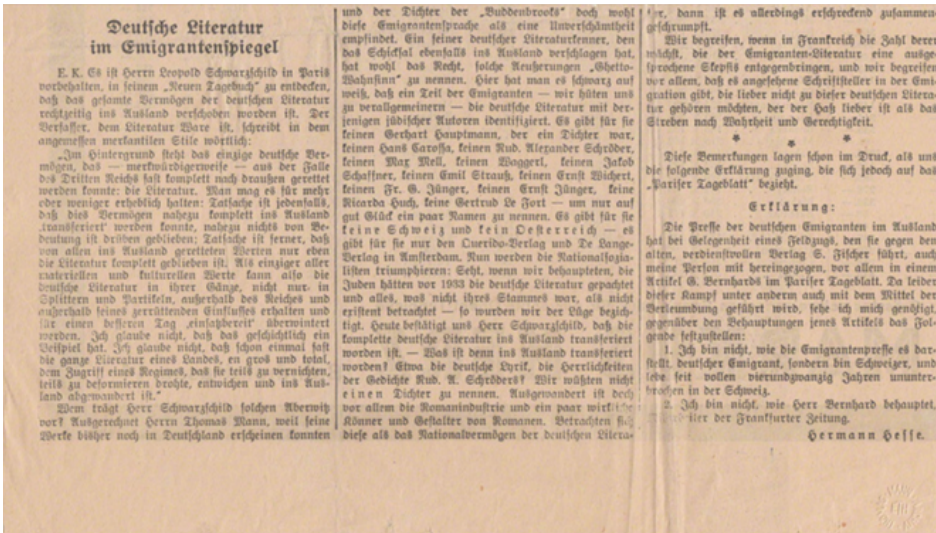 Deutsche Literatur
im Emigrantenspiegel
E. K. Es ist Herrn Leopold Schwarzschild in Paris
vorbehalten, in seinem „Neuen Tagebuch“ zu entdecken,
daß das gesamte Vermögen der deutschen Literatur
rechtzeitig ins Ausland verschoben worden ist. Der
Verfasser, dem Literatur Ware ist, schreibt in dem
angemessen merkantilen Stile wörtlich:
„Im Hintergrund steht das einzige deutsche Ver-
mögen, das — merkwürdigerweise — aus der Falle
des Dritten Reichs fast komplett nach draußen gerettet
werden konnte: die Literatur. Man mag es für mehr
oder weniger erheblich halten: Tatsache ist jedenfalls,
daß dies Vermögen nahezu komplett ins Ausland
‚transferiert‘ werden konnte, nahezu nichts von Be-
deutung ist drüben geblieben; Tatsache ist ferner, daß
von allen ins Ausland geretteten Werten nur eben
die Literatur komplett geblieben ist. Als einziger aller
materiellen und kulturellen Werte kann also die
deutsche Literatur in ihrer Gänze, nicht nur in
Splittern und Partikeln, außerhalb des Reiches und
außerhalb seines zerrüttenden Einflusses erhalten und
für einen besseren Tag ‚einsatzbereit‘ überwintert
werden. Ich glaube nicht, daß das geschichtlich ein
Beispiel hat. Ich glaube nicht, daß schon einmal fast
die ganze Literatur eines Landes, en gros und total,
dem Zugriff eines Regimes, das sie teils zu vernichten,
teils zu deformieren drohte, entwichen und ins Aus-
land abgewandert ist.“
Wem trägt Herr Schwarzschild solchen Aberwitz
vor? Ausgerechnet Herrn Thomas Mann, weil seine
Werke bisher noch in Deutschland erscheinen konnten
und der Dichter der „Buddenbrooks“ doch wohl
diese Emigrantensprache als eine Unverschämtheit
empfindet. Ein feiner deutscher Literaturkenner, den
das Schicksal ebenfalls ins Ausland verschlagen hat,
hat wohl das Recht, solche Aeußerungen „Ghetto-
Wahnsinn“ zu nennen. Hier hat man es schwarz auf
weiß, daß ein Teil der Emigranten — wir hüten uns
zu verallgemeinern — die deutsche Literatur mit der-
jenigen jüdischer Autoren identifiziert. Es gibt für sie
keinen Gerhart Hauptmann, der ein Dichter war,
keinen Hans Carossa, keinen Rud. Alexander Schröder,
keinen Max Mell, keinen Waggerl, keinen Jakob
Schaffner, keinen Emil Strauß, keinen Ernst Wichert,
keinen Fr. G. Jünger, keinen Ernst Jünger, keine
Ricarda Huch, keine Gertrud Le Fort — um nur auf
gut Glück ein paar Namen zu nennen. Es gibt für sie
keine Schweiz und kein Oesterreich — es
gibt für sie nur den Querido-Verlag und De Lange-
Verlag in Amsterdam. Nun werden die Nationalsozia-
listen triumphieren: Seht, wenn wir behaupteten, die
Juden hätten vor 1933 die deutsche Literatur gepachtet
und alles, was nicht ihres Stammes war, als nicht
existent betrachtet — so wurden wir der Lüge bezich-
tigt. Heute bestätigt uns Herr Schwarzschild, daß die
komplette deutsche Literatur ins Ausland transferiert
worden ist. — Was ist denn ins Ausland transferiert
worden? Etwa die deutsche Lyrik, die Herrlichkeiten
der Gedichte Rud. A. Schröders? Wir wüßten nicht
einen Dichter zu nennen. Ausgewandert ist doch
vor allem die Romanindustrie und ein paar wirkliche
Könner und Gestalter von Romanen. Betrachten sie
diese als das Nationalvermögen der deutschen Litera-
tur, dann ist es allerdings erschreckend zusammen-
geschrumpft.
Wir begreifen, wenn in Frankreich die Zahl derer
wächst, die der Emigranten-Literatur eine ausge-
sprochene Skepsis entgegenbringen, und wir begreifen
vor allem, daß es angesehene Schriftsteller in der Emi-
gration gibt, die lieber nicht zu dieser deutschen Litera-
tur gehören möchten, der der Haß lieber ist als das
Streben nach Wahrheit und Gerechtigkeit.
* * *
Diese Bemerkungen lagen schon im Druck, als uns
die folgende Erklärung zuging, die sich jedoch auf das
„Pariser Tageblatt“ bezieht.
Erklärung:
Die Presse der deutschen Emigranten im Ausland
hat bei Gelegenheit eines Feldzugs, den sie gegen den
alten, verdienstvollen Verlag S. Fischer führt, auch
meine Person mit hereingezogen, vor allem in einem
Artikel G. Bernhards im Pariser Tageblatt. Da leider
dieser Kampf unter anderm auch mit dem Mittel der
Verleumdung geführt wird, sehe ich mich genötigt,
gegenüber den Behauptungen jenes Artikels das Fol-
gende festzustellen:
1. Ich bin nicht, wie die Emigrantenpresse es dar-
stellt, deutscher Emigrant, sondern bin Schweizer, und
lebe seit vollen vierundzwanzig Jahren ununter-
brochen in der Schweiz.
2. Ich bin nicht, wie Herr Bernhard behauptet,
der Frankfurter Zeitung.
Hermann Hesse.